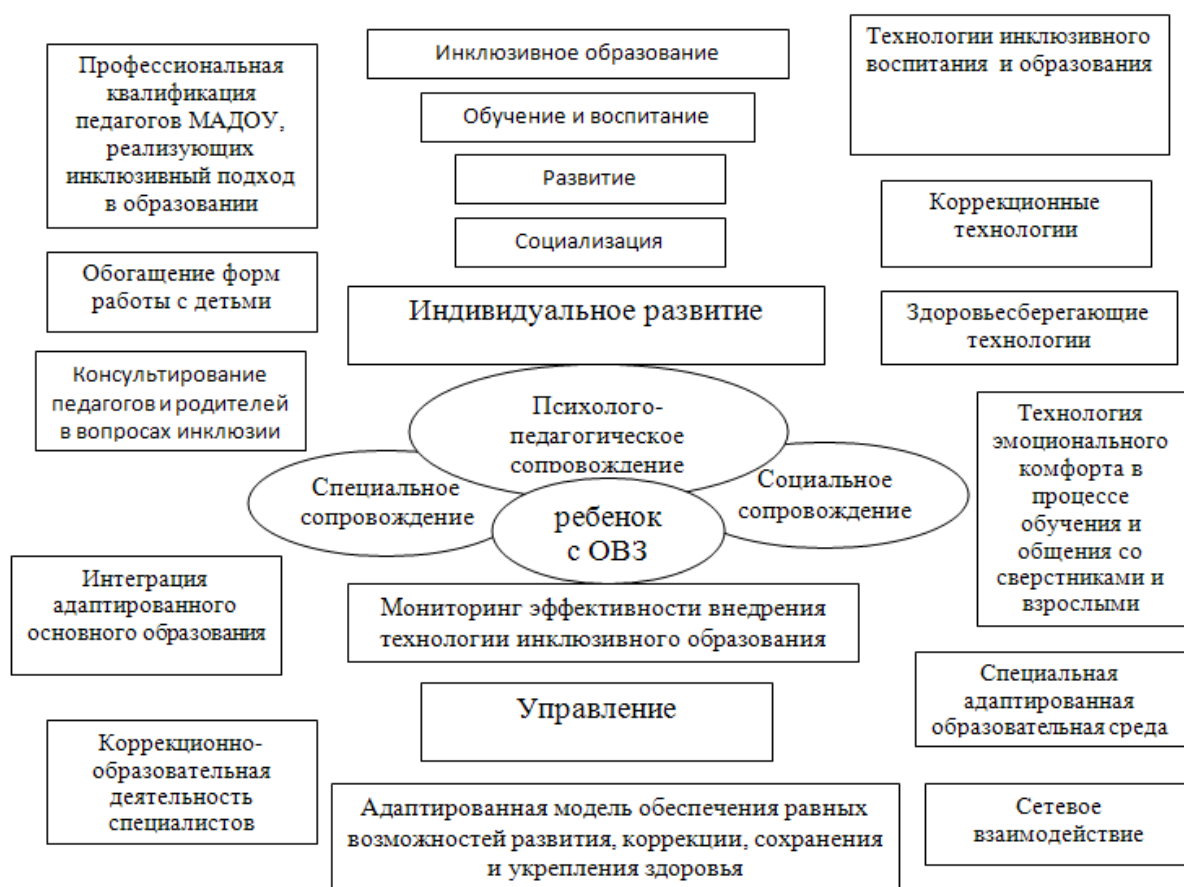 Профессиональная
квалификация
педагогов МАДОУ,
реализующих
инклюзивный подход
в образовании
Обогащение форм
работы с детьми
Консультирование
педагогов и родителей
в вопросах инклюзии
Интеграция
адаптированного
основного образования
Коррекционно-
образовательная
деятельность
специалистов
Инклюзивное образование
Обучение и воспитание
Развитие
Социализация
Индивидуальное развитие
Психолого-
педагогическое
сопровождение
Специальное
сопровождение
Социальное
сопровождение
ребенок
с ОВЗ
Мониторинг эффективности внедрения
технологии инклюзивного образования
Управление
Адаптированная модель обеспечения равных
возможностей развития, коррекции, сохранения
и укрепления здоровья
Технологии инклюзивного
воспитания и образования
Коррекционные
технологии
Здоровьесберегающие
технологии
Технология
эмоционального
комфорта в
процессе
обучения и
общения со
сверстниками и
взрослыми
Специальная
адаптированная
образовательная среда
Сетевое
взаимодействие